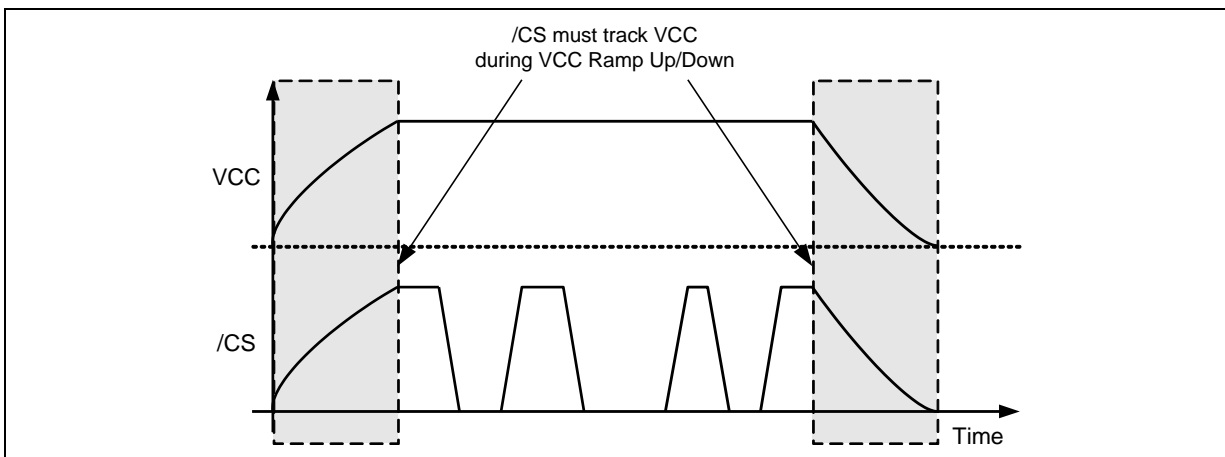 /CS must track VCC
during VCC Ramp Up/Down
VCC
/CS
Time